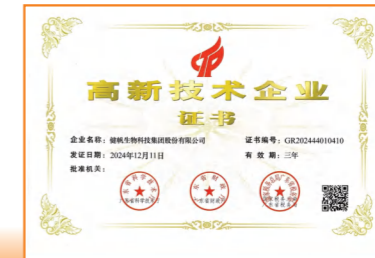 高新技术企业
证书
企业名称：健帆生物科技集团股份有限公司 证书编号：GR202444010410
发证日期：2024年12月11日 有 效 期：三年
批准机关：